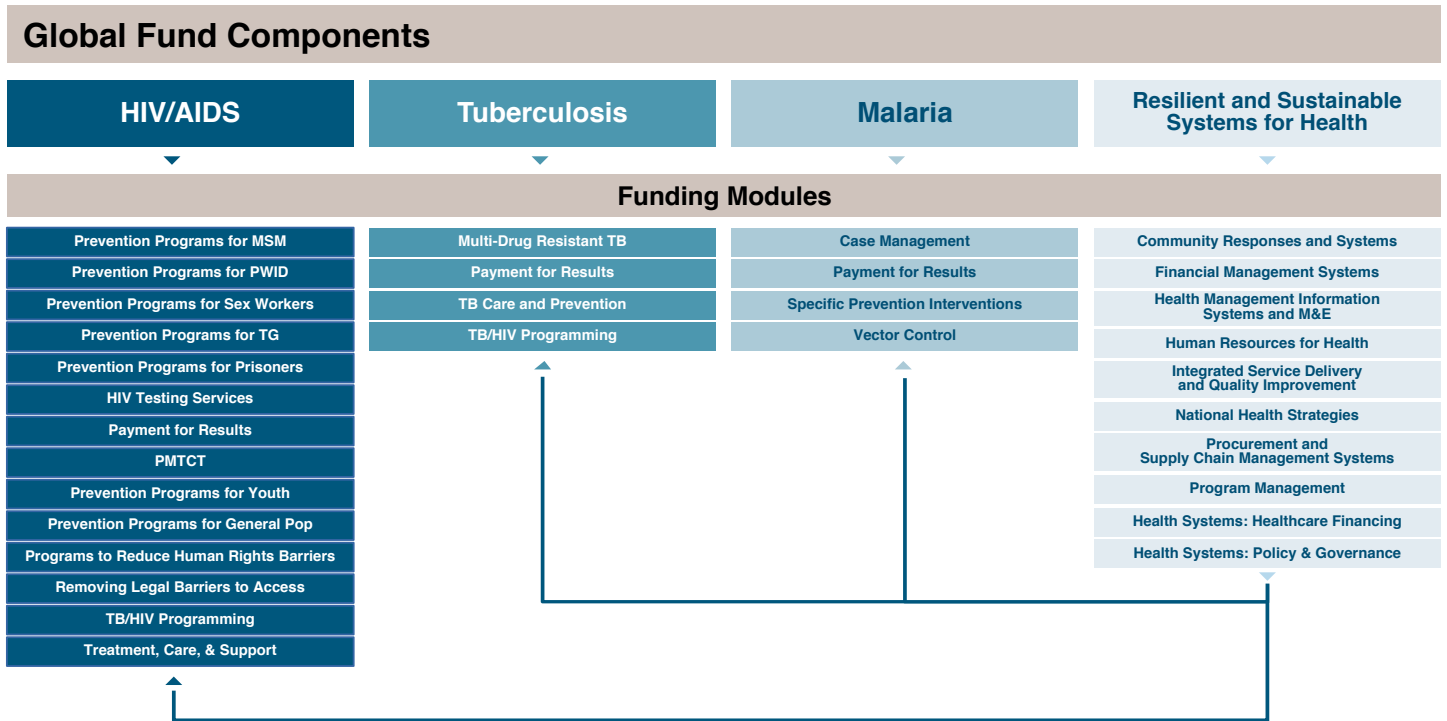 Global Fund Components
HIV/AIDS
Tuberculosis
Malaria
Resilient and Sustainable
Systems for Health
Funding Modules
Prevention Programs for MSM
Prevention Programs for PWID
Prevention Programs for Sex Workers
Prevention Programs for TG
Prevention Programs for Prisoners
HIV Testing Services
Payment for Results
PMTCT
Prevention Programs for Youth
Prevention Programs for General Pop
Programs to Reduce Human Rights Barriers
Removing Legal Barriers to Access
TB/HIV Programming
Treatment, Care, & Support
Multi-Drug Resistant TB
Payment for Results
TB Care and Prevention
TB/HIV Programming
Case Management
Payment for Results
Specific Prevention Interventions
Vector Control
Community Responses and Systems
Financial Management Systems
Health Management Information
Systems and M&E
Human Resources for Health
Integrated Service Delivery
and Quality Improvement
National Health Strategies
Procurement and
Supply Chain Management Systems
Program Management
Health Systems: Healthcare Financing
Health Systems: Policy & Governance